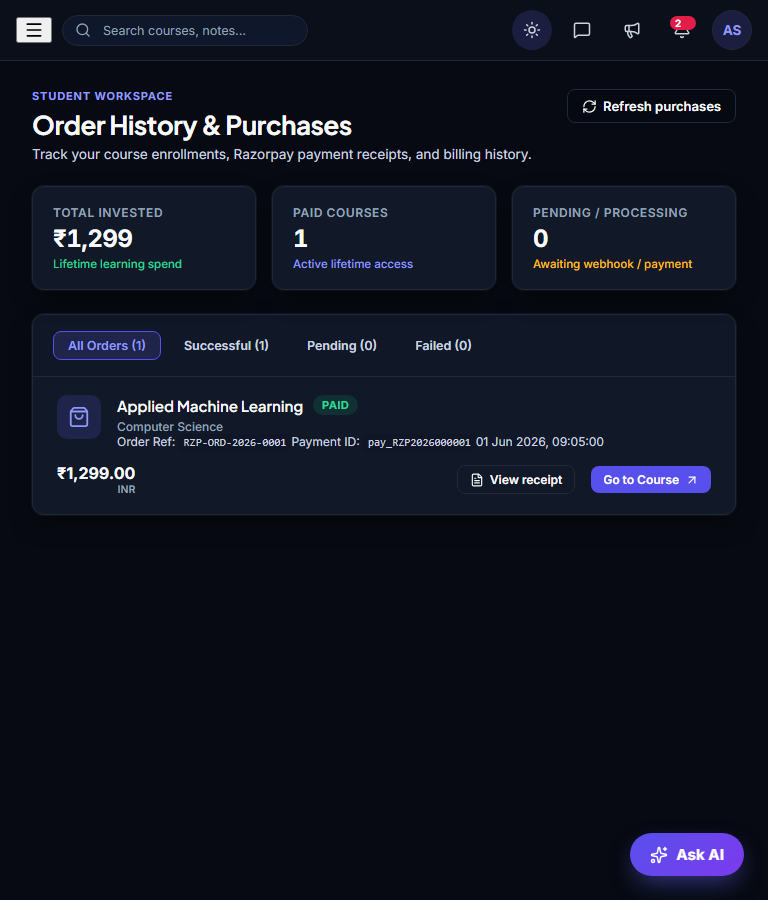 Search courses, notes...
2
AS
STUDENT WORKSPACE
Order History & Purchases
Refresh purchases
Track your course enrollments, Razorpay payment receipts, and billing history.
TOTAL INVESTED
₹1,299
Lifetime learning spend
PAID COURSES
1
Active lifetime access
PENDING / PROCESSING
0
Awaiting webhook / payment
All Orders (1) Successful (1) Pending (0) Failed (0)
Applied Machine Learning PAID
Computer Science
Order Ref: RZP-ORD-2026-0001 Payment ID: pay_RZP2026000001 01 Jun 2026, 09:05:00
₹1,299.00
INR
View receipt
Go to Course
Ask AI